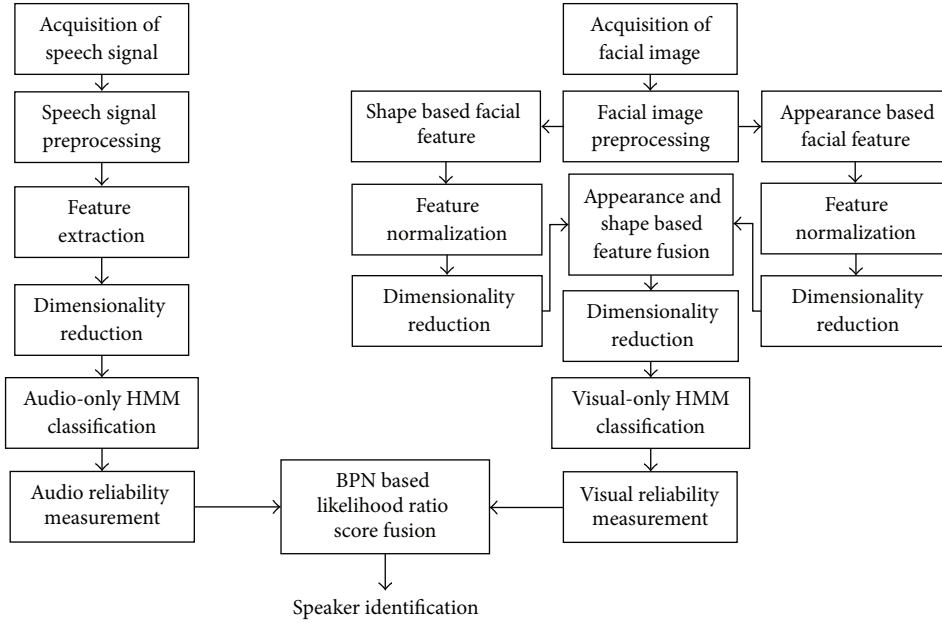 Acquisition of
speech signal
Speech signal
preprocessing
Feature
extraction
Dimensionality
reduction
Audio-only HMM
classification
Audio reliability
measurement
Acquisition of
facial image
Facial image
preprocessing
Shape based facial
feature
Feature
normalization
Dimensionality
reduction
Appearance based
facial feature
Feature
normalization
Dimensionality
reduction
Appearance and
shape based
feature fusion
Dimensionality
reduction
Visual-only HMM
classification
Visual reliability
measurement
BPN based
likelihood ratio
score fusion
Speaker identification